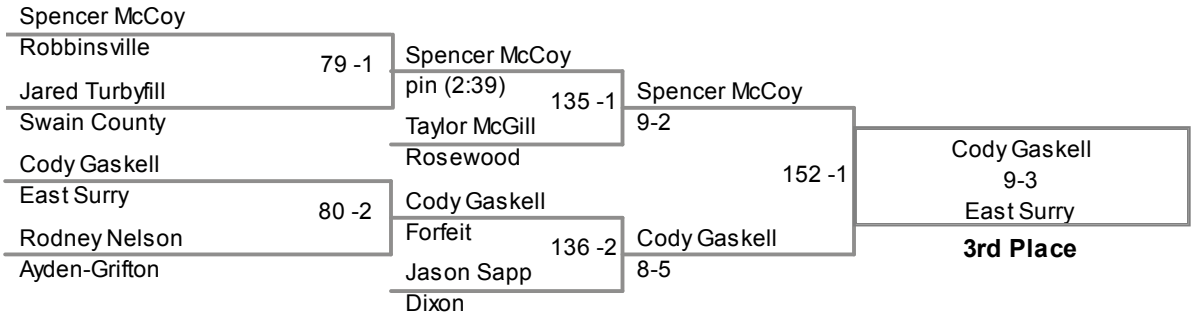 Spencer McCoy
Robbinsville
79 -1
Jared Turbyfill
Swain County
Cody Gaskell
East Surry
80 -2
Rodney Nelson
Ayden-Grifton
Spencer McCoy
pin (2:39)
135 -1
Taylor McGill
Rosewood
Cody Gaskell
Forfeit
136 -2
Jason Sapp
Dixon
Spencer McCoy
9-2
152 -1
Cody Gaskell
8-5
Cody Gaskell
9-3
East Surry
3rd Place